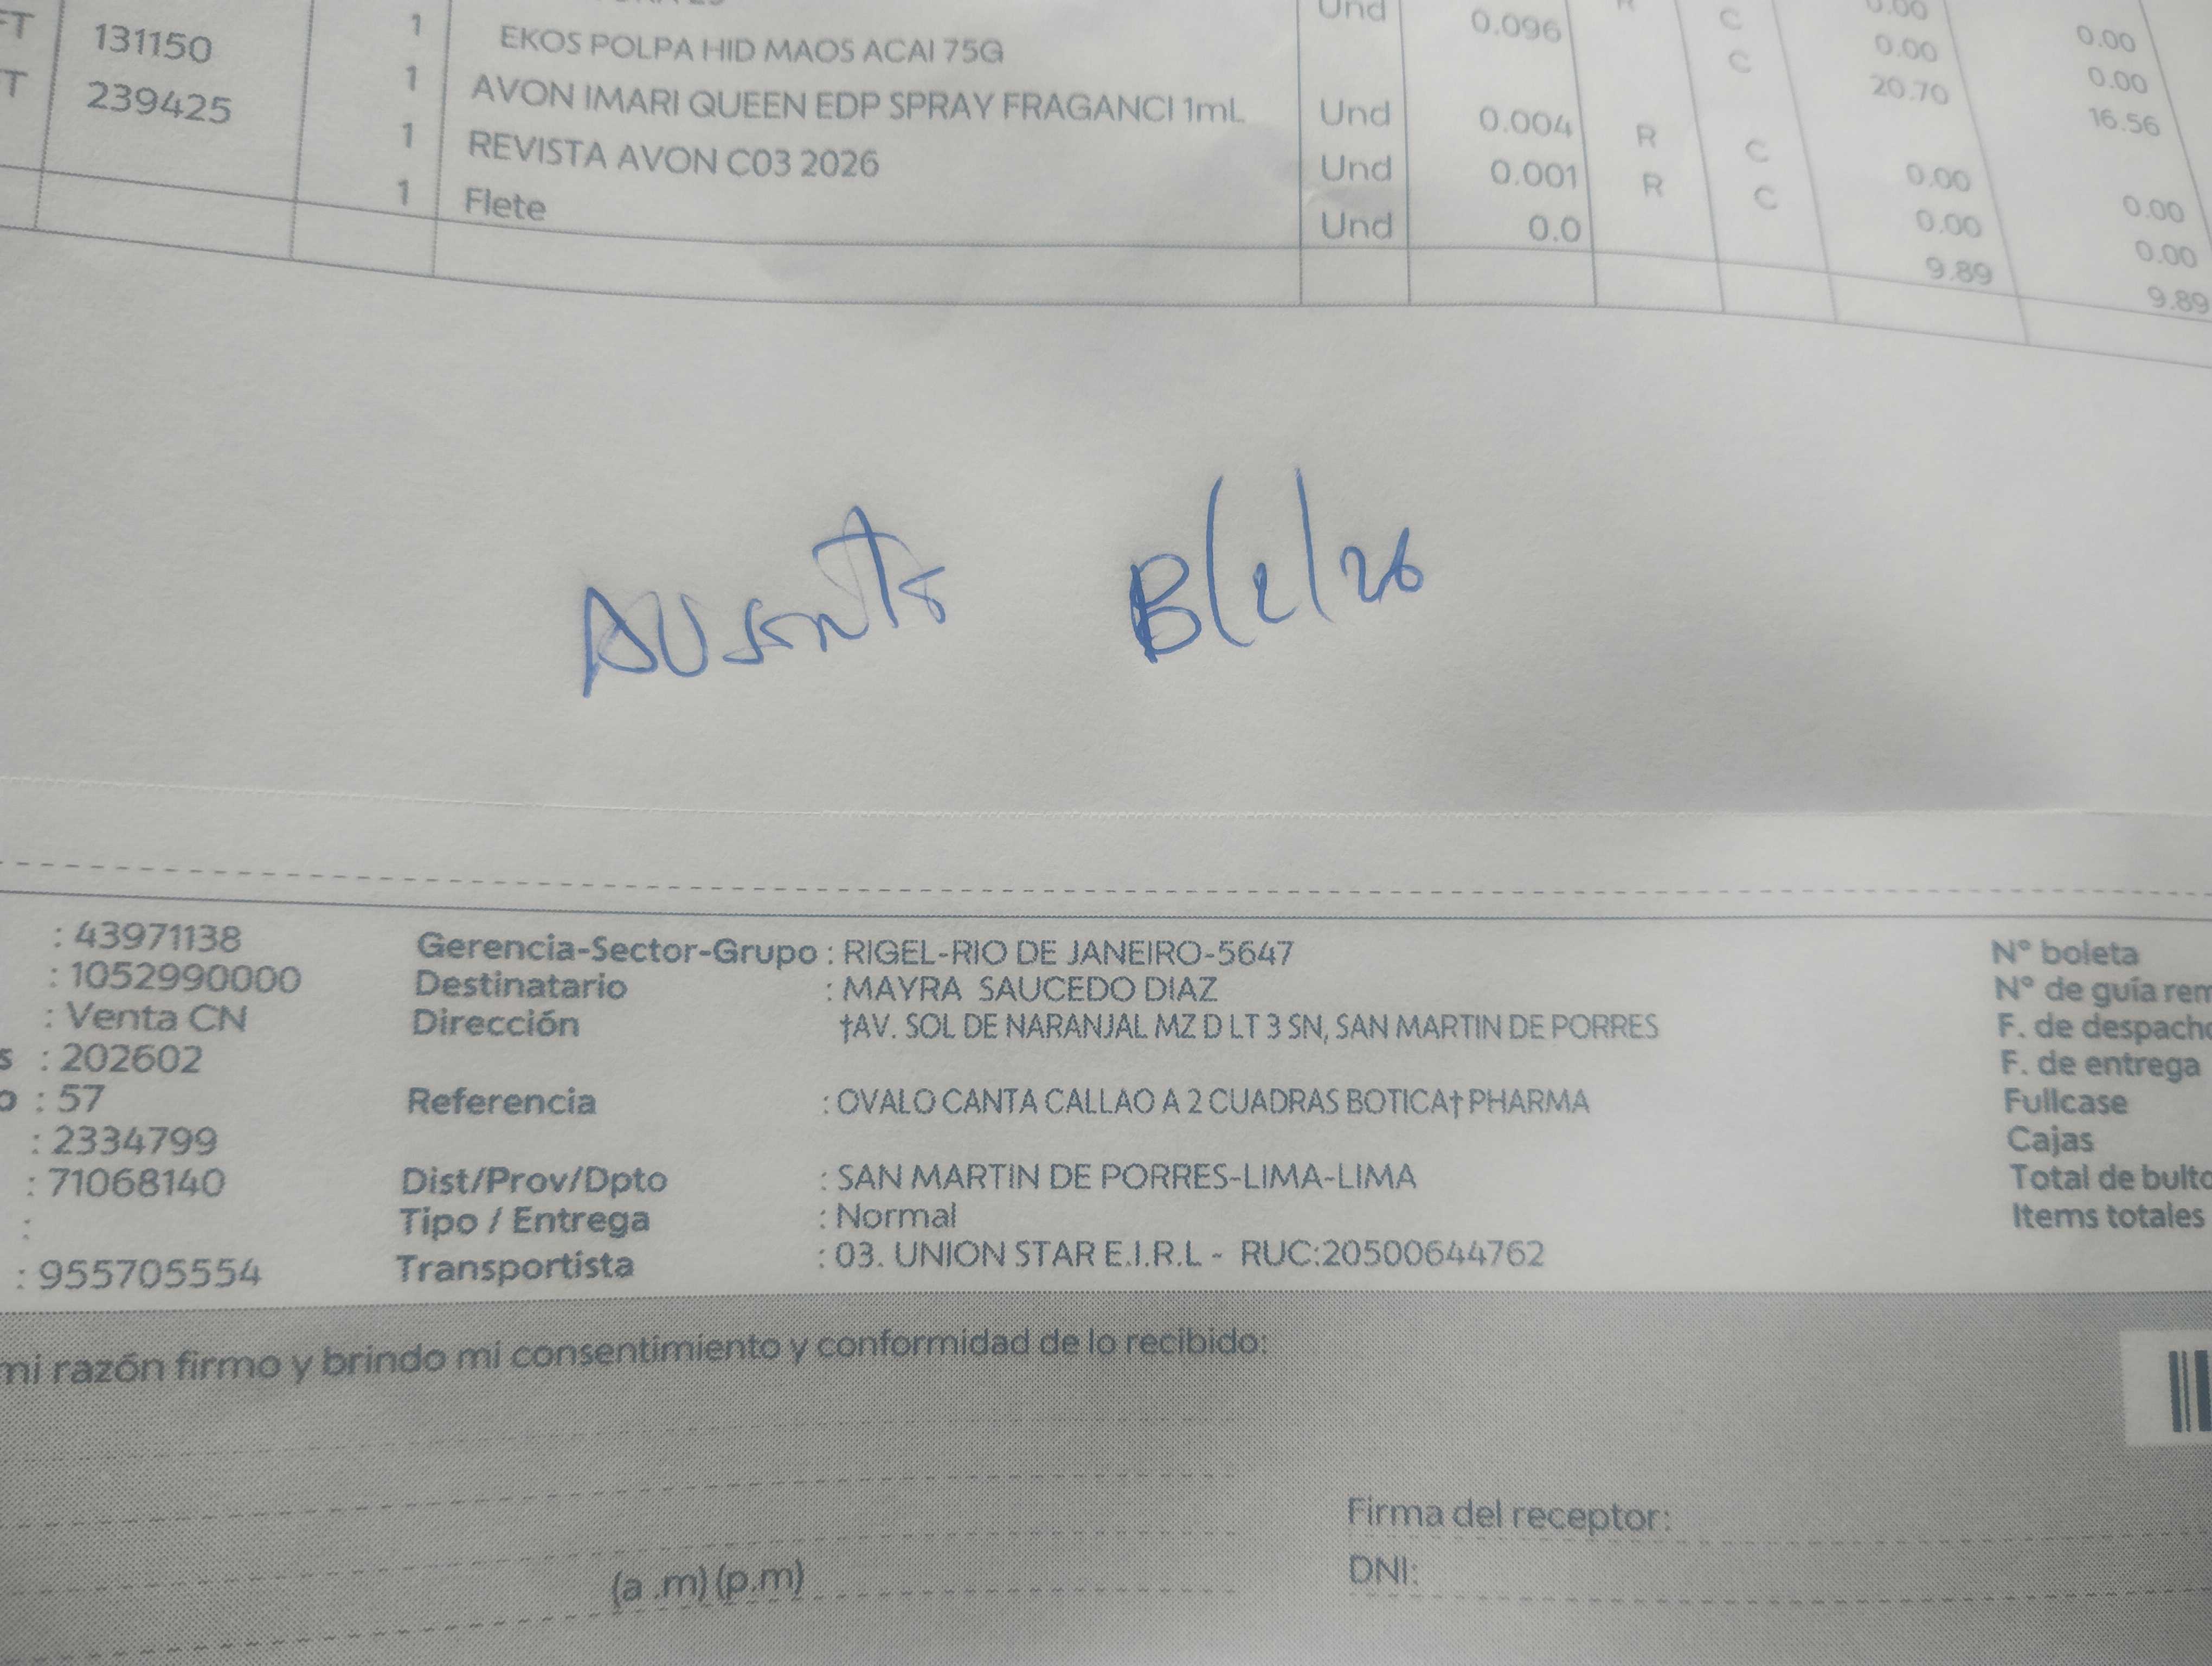 FT 131150 1 EKOS POLPA HID MAOS ACAI 75G Und 0.096 R C 0.00 0.00
T 239425 1 AVON IMARI QUEEN EDP SPRAY FRAGANCI 1mL Und 0.004 R C 0.00 0.00
1 REVISTA AVON C03 2026 Und 0.001 R C 0.00 0.00
1 Flete Und 0.0 9.89 9.89
C 20.70 16.56
0.00 0.00
Ausente /2/26
: 43971138 Gerencia-Sector-Grupo : RIGEL-RIO DE JANEIRO-5647 N° boleta
: 1052990000 Destinatario : MAYRA SAUCEDO DIAZ N° de guía rem
: Venta CN Dirección †AV. SOL DE NARANJAL MZ D LT 3 SN, SAN MARTIN DE PORRES F. de despacho
s : 202602 F. de entrega
o : 57 Referencia : OVALO CANTA CALLAO A 2 CUADRAS BOTICA† PHARMA Fullcase
: 2334799 Cajas
: 71068140 Dist/Prov/Dpto : SAN MARTIN DE PORRES-LIMA-LIMA Total de bulto
: Tipo / Entrega : Normal Items totales
: 955705554 Transportista : 03. UNION STAR E.I.R.L - RUC:20500644762
mi razón firmo y brindo mi consentimiento y conformidad de lo recibido:
Firma del receptor:
(a .m) (p.m) DNI: